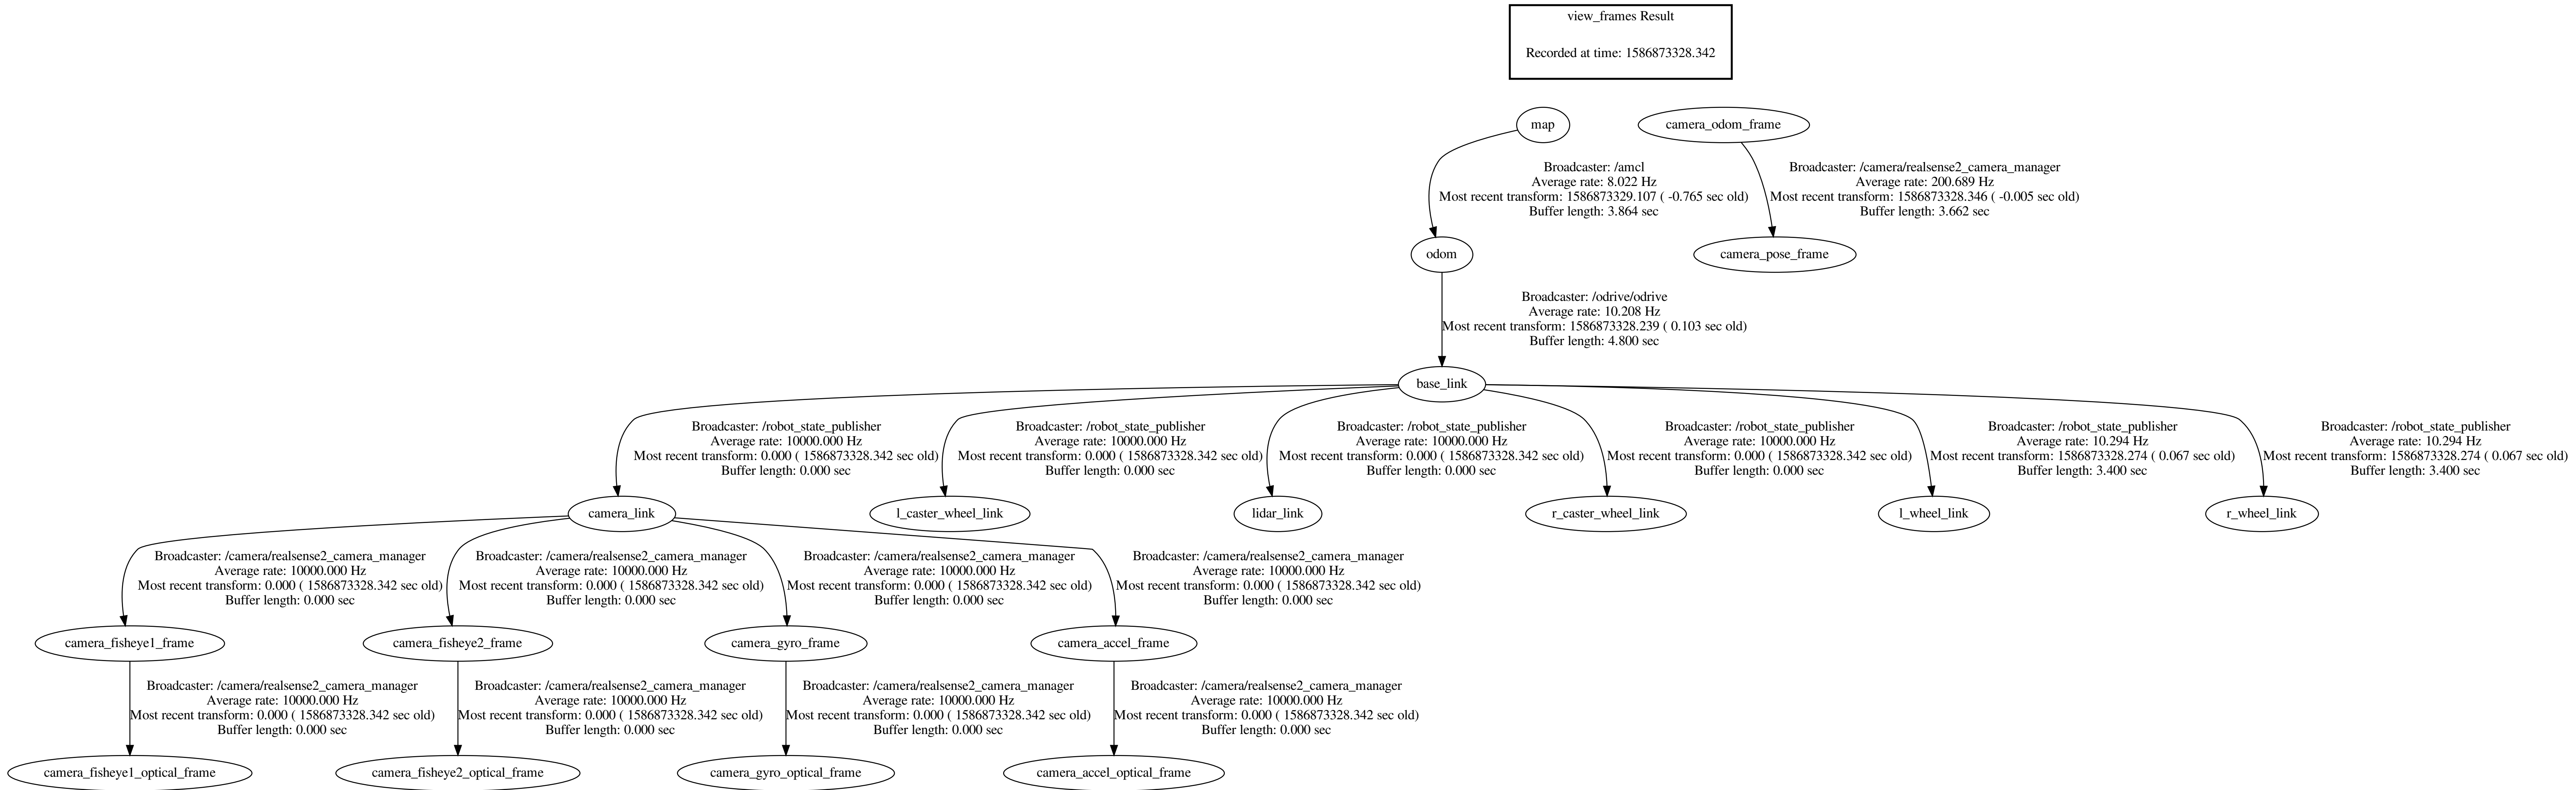 view_frames Result
Recorded at time: 1586873328.342
map
camera_odom_frame
Broadcaster: /amcl
Average rate: 8.022 Hz
Most recent transform: 1586873329.107 ( -0.765 sec old)
Buffer length: 3.864 sec
Broadcaster: /camera/realsense2_camera_manager
Average rate: 200.689 Hz
Most recent transform: 1586873328.346 ( -0.005 sec old)
Buffer length: 3.662 sec
odom
camera_pose_frame
Broadcaster: /odrive/odrive
Average rate: 10.208 Hz
Most recent transform: 1586873328.239 ( 0.103 sec old)
Buffer length: 4.800 sec
base_link
Broadcaster: /robot_state_publisher
Average rate: 10000.000 Hz
Most recent transform: 0.000 ( 1586873328.342 sec old)
Buffer length: 0.000 sec
Broadcaster: /robot_state_publisher
Average rate: 10000.000 Hz
Most recent transform: 0.000 ( 1586873328.342 sec old)
Buffer length: 0.000 sec
Broadcaster: /robot_state_publisher
Average rate: 10000.000 Hz
Most recent transform: 0.000 ( 1586873328.342 sec old)
Buffer length: 0.000 sec
Broadcaster: /robot_state_publisher
Average rate: 10000.000 Hz
Most recent transform: 0.000 ( 1586873328.342 sec old)
Buffer length: 0.000 sec
Broadcaster: /robot_state_publisher
Average rate: 10.294 Hz
Most recent transform: 1586873328.274 ( 0.067 sec old)
Buffer length: 3.400 sec
Broadcaster: /robot_state_publisher
Average rate: 10.294 Hz
Most recent transform: 1586873328.274 ( 0.067 sec old)
Buffer length: 3.400 sec
camera_link
l_caster_wheel_link
lidar_link
r_caster_wheel_link
l_wheel_link
r_wheel_link
Broadcaster: /camera/realsense2_camera_manager
Average rate: 10000.000 Hz
Most recent transform: 0.000 ( 1586873328.342 sec old)
Buffer length: 0.000 sec
Broadcaster: /camera/realsense2_camera_manager
Average rate: 10000.000 Hz
Most recent transform: 0.000 ( 1586873328.342 sec old)
Buffer length: 0.000 sec
Broadcaster: /camera/realsense2_camera_manager
Average rate: 10000.000 Hz
Most recent transform: 0.000 ( 1586873328.342 sec old)
Buffer length: 0.000 sec
Broadcaster: /camera/realsense2_camera_manager
Average rate: 10000.000 Hz
Most recent transform: 0.000 ( 1586873328.342 sec old)
Buffer length: 0.000 sec
camera_fisheye1_frame
camera_fisheye2_frame
camera_gyro_frame
camera_accel_frame
Broadcaster: /camera/realsense2_camera_manager
Average rate: 10000.000 Hz
Most recent transform: 0.000 ( 1586873328.342 sec old)
Buffer length: 0.000 sec
Broadcaster: /camera/realsense2_camera_manager
Average rate: 10000.000 Hz
Most recent transform: 0.000 ( 1586873328.342 sec old)
Buffer length: 0.000 sec
Broadcaster: /camera/realsense2_camera_manager
Average rate: 10000.000 Hz
Most recent transform: 0.000 ( 1586873328.342 sec old)
Buffer length: 0.000 sec
Broadcaster: /camera/realsense2_camera_manager
Average rate: 10000.000 Hz
Most recent transform: 0.000 ( 1586873328.342 sec old)
Buffer length: 0.000 sec
camera_fisheye1_optical_frame
camera_fisheye2_optical_frame
camera_gyro_optical_frame
camera_accel_optical_frame